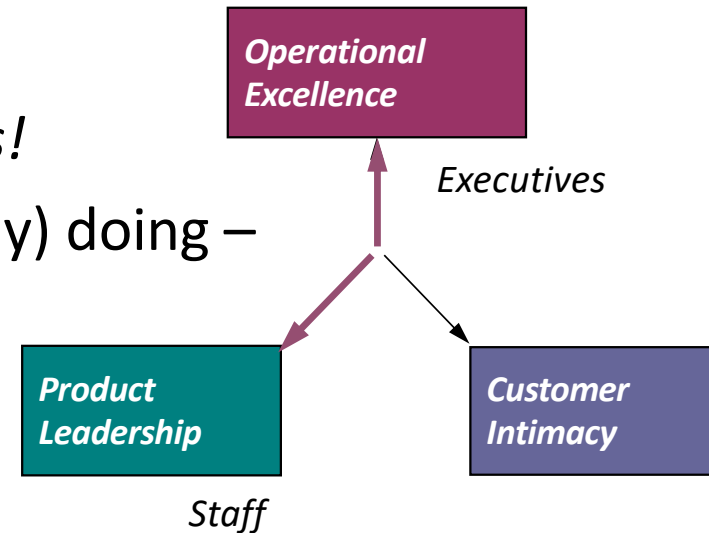 Operational
Excellence
s!
Executives
y) doing –
Product
Leadership
Customer
Intimacy
Staff